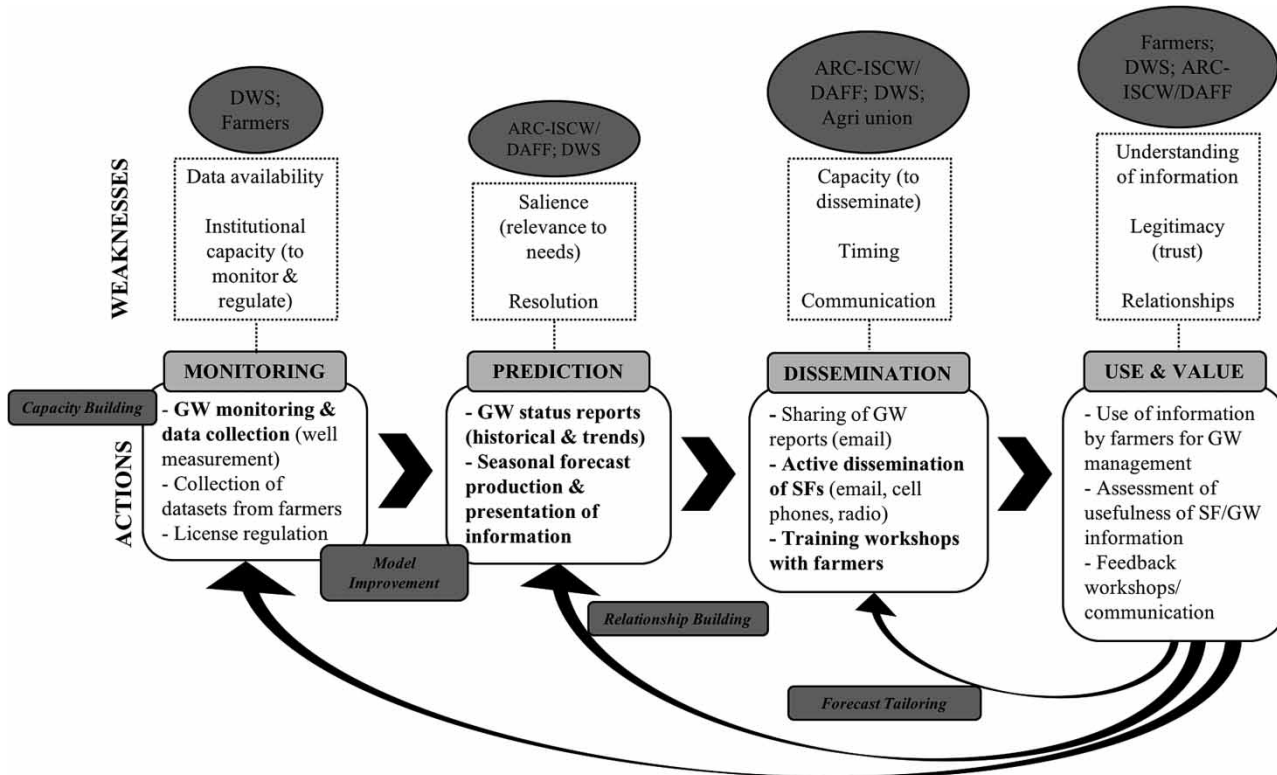 DWS;
Farmers
ARC-ISCW/
DAFF; DWS
ARC-ISCW/
DAFF; DWS;
Agri union
Farmers;
DWS; ARC-
ISCW/DAFF
WEAKNESSES
Data availability
Institutional
capacity (to
monitor &
regulate)
Salience
(relevance to
needs)
Resolution
Capacity (to
disseminate)
Timing
Communication
Understanding
of information
Legitimacy
(trust)
Relationships
ACTIONS
Capacity Building
MONITORING
- GW monitoring &
data collection (well
measurement)
- Collection of
datasets from farmers
- License regulation
Model
Improvement
PREDICTION
- GW status reports
(historical & trends)
- Seasonal forecast
production &
presentation of
information
Relationship Building
DISSEMINATION
- Sharing of GW
reports (email)
- Active dissemination
of SFs (email, cell
phones, radio)
- Training workshops
with farmers
Forecast Tailoring
USE & VALUE
- Use of information
by farmers for GW
management
- Assessment of
usefulness of SF/GW
information
- Feedback
workshops/
communication